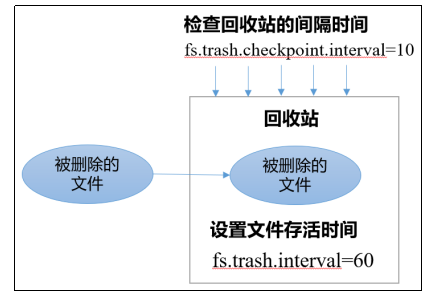 检查回收站的间隔时间
fs.trash.checkpoint.interval=10
回收站
被删除的
文件
被删除的
文件
设置文件存活时间
fs.trash.interval=60